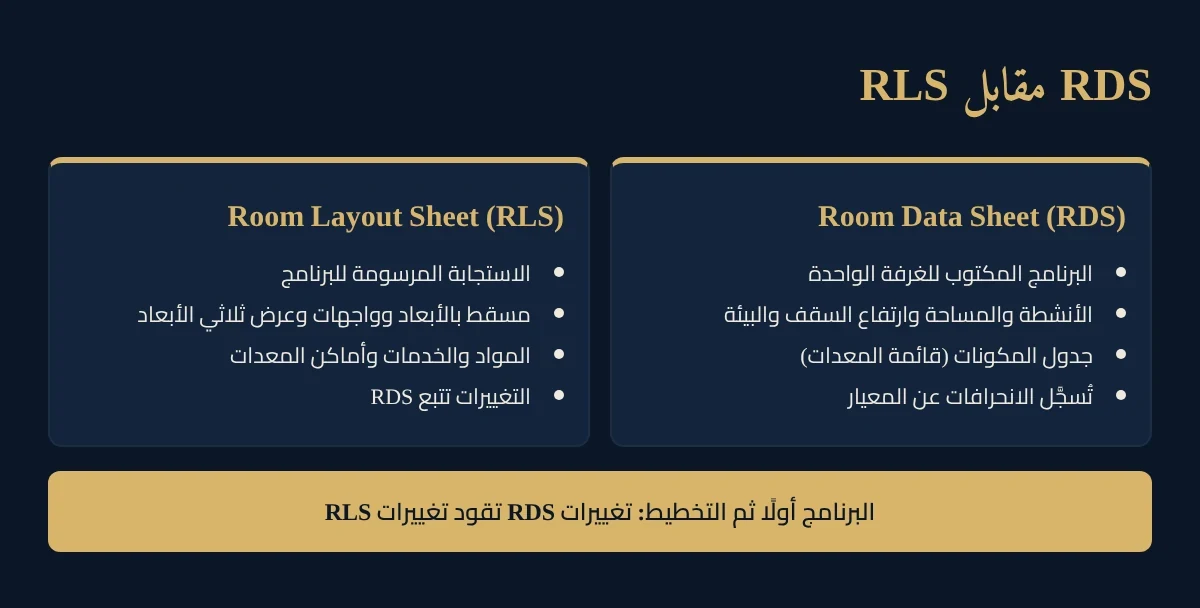 RDS مقابل RLS
Room Data Sheet (RDS)
البرنامج المكتوب للغرفة الواحدة
الأنشطة والمساحة وارتفاع السقف والبيئة
جدول المكونات (قائمة المعدات)
تُسجَّل الانحرافات عن المعيار
Room Layout Sheet (RLS)
الاستجابة المرسومة للبرنامج
مسقط بالأبعاد وواجهات وعرض ثلاثي الأبعاد
المواد والخدمات وأماكن المعدات
التغييرات تتبع RDS
البرنامج أولًا ثم التخطيط: تغييرات RDS تقود تغييرات RLS